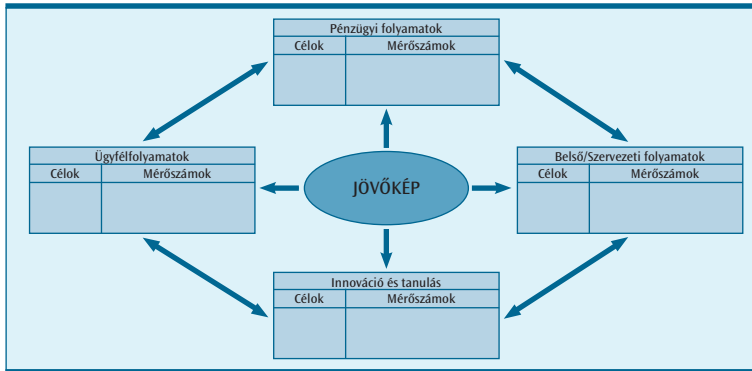 Pénzügyi folyamatok
Célok Mérőszámok
Ügyfélfolyamatok
Célok Mérőszámok
JÖVŐKÉP
Belső/Szervezeti folyamatok
Célok Mérőszámok
Innováció és tanulás
Célok Mérőszámok